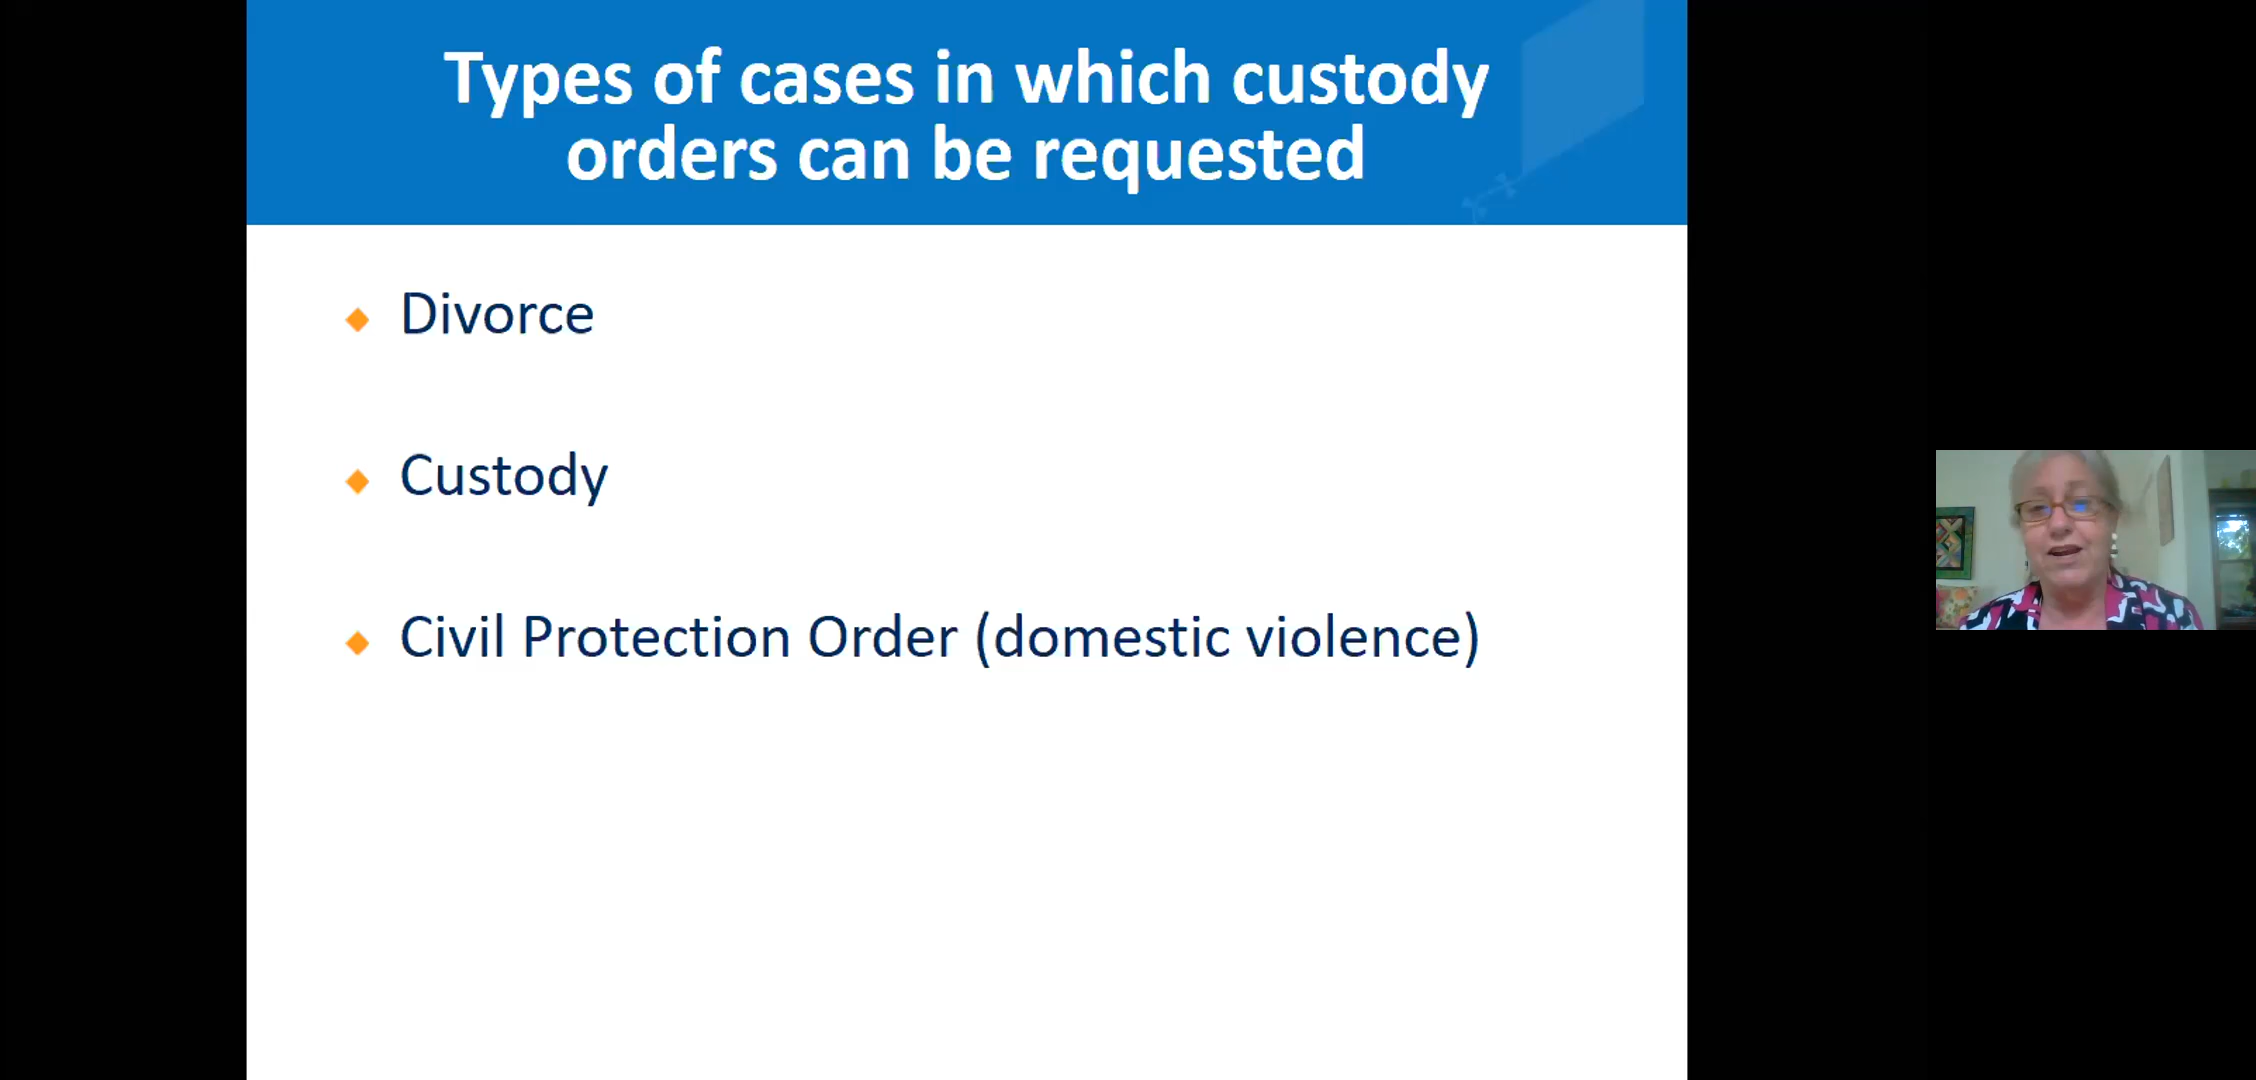 Types of cases in which custody
orders can be requested
Divorce
Custody
Civil Protection Order (domestic violence)